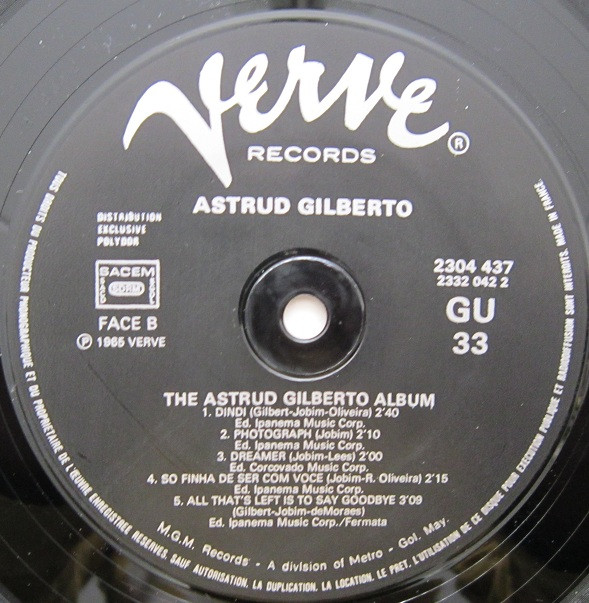 Verve®
RECORDS
ASTRUD GILBERTO
DISTRIBUTION
EXCLUSIVE
POLYDOR
SACEM
SDRM
FACE B
Ⓟ 1965 VERVE
2304 437
2332 042 2
GU
33
THE ASTRUD GILBERTO ALBUM
1. DINDI (Gilbert-Jobim-Oliveira) 2'40
Ed. Ipanema Music Corp.
2. PHOTOGRAPH (Jobim) 2'10
Ed. Ipanema Music Corp.
3. DREAMER (Jobim-Lees) 2'00
Ed. Corcovado Music Corp.
4. SO FINHA DE SER COM VOCE (Jobim-R. Oliveira) 2'15
Ed. Ipanema Music Corp.
5. ALL THAT'S LEFT IS TO SAY GOODBYE 3'09
(Gilbert-Jobim-deMoraes)
Ed. Ipanema Music Corp./Fermata
M.G.M. Records - A division of Metro - Gol. May.
TOUS DROITS DU PRODUCTEUR PHONOGRAPHIQUE ET DU PROPRIETAIRE DE L'ŒUVRE ENREGISTREE RESERVES. SAUF AUTORISATION, LA DUPLICATION, LA LOCATION, LE PRET, L'UTILISATION DE CE DISQUE POUR EXECUTION PUBLIQUE ET RADIODIFFUSION SONT INTERDITS. MADE IN FRANCE.